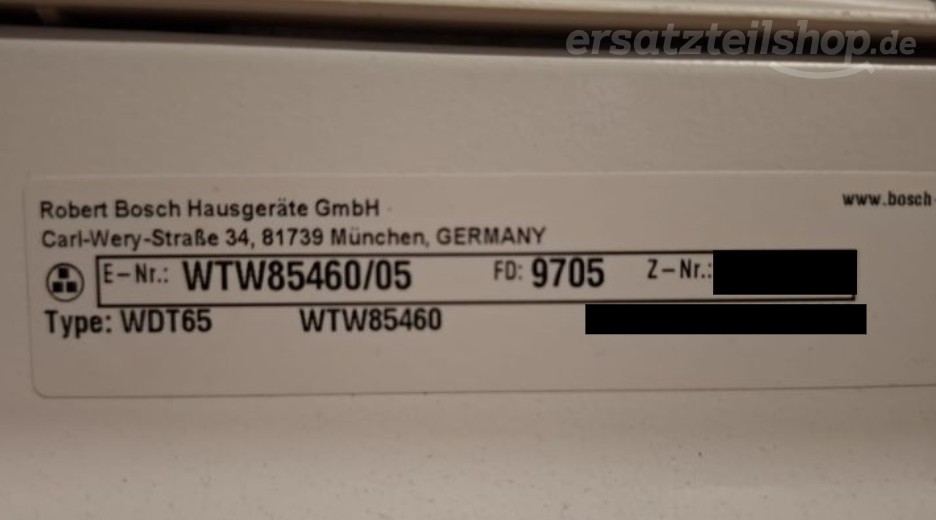 ersatzteilshop.de
Robert Bosch Hausgeräte GmbH
www.bosch-
Carl-Wery-Straße 34, 81739 München, GERMANY
E-Nr.: WTW85460/05 FD: 9705 Z-Nr.:
Type: WDT65 WTW85460